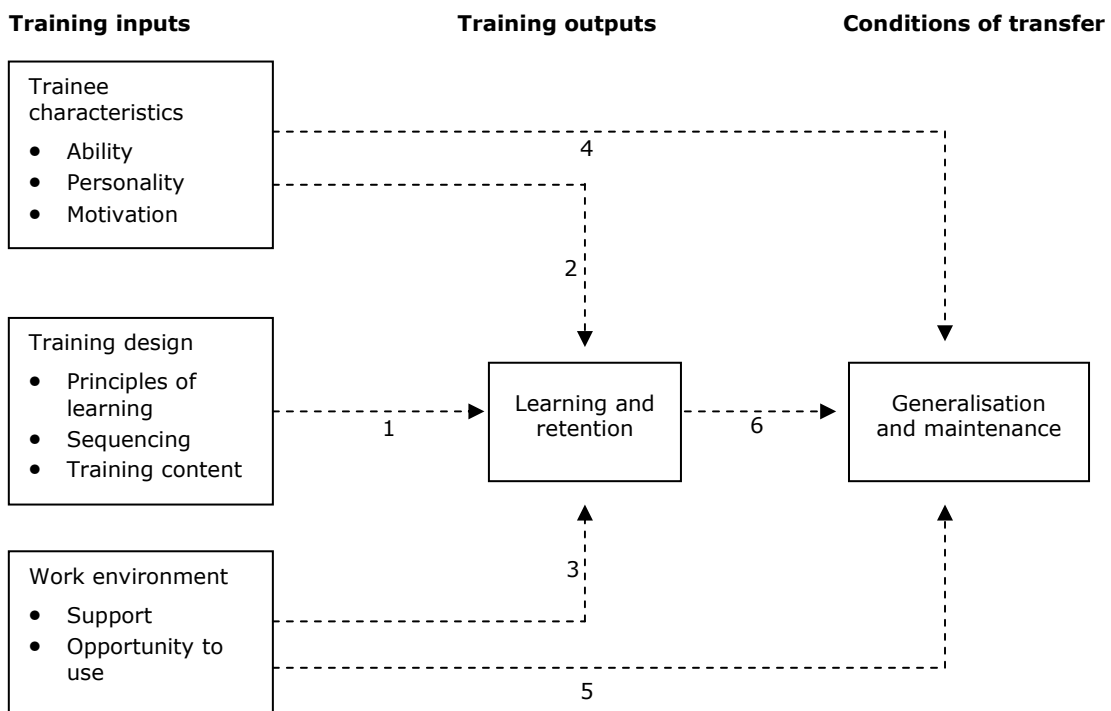 Training inputs
Training outputs
Conditions of transfer
Trainee
characteristics
• Ability
• Personality
• Motivation
4
2
Training design
• Principles of
learning
• Sequencing
• Training content
1
Learning and
retention
6
Generalisation
and maintenance
Work environment
• Support
• Opportunity to
use
3
5